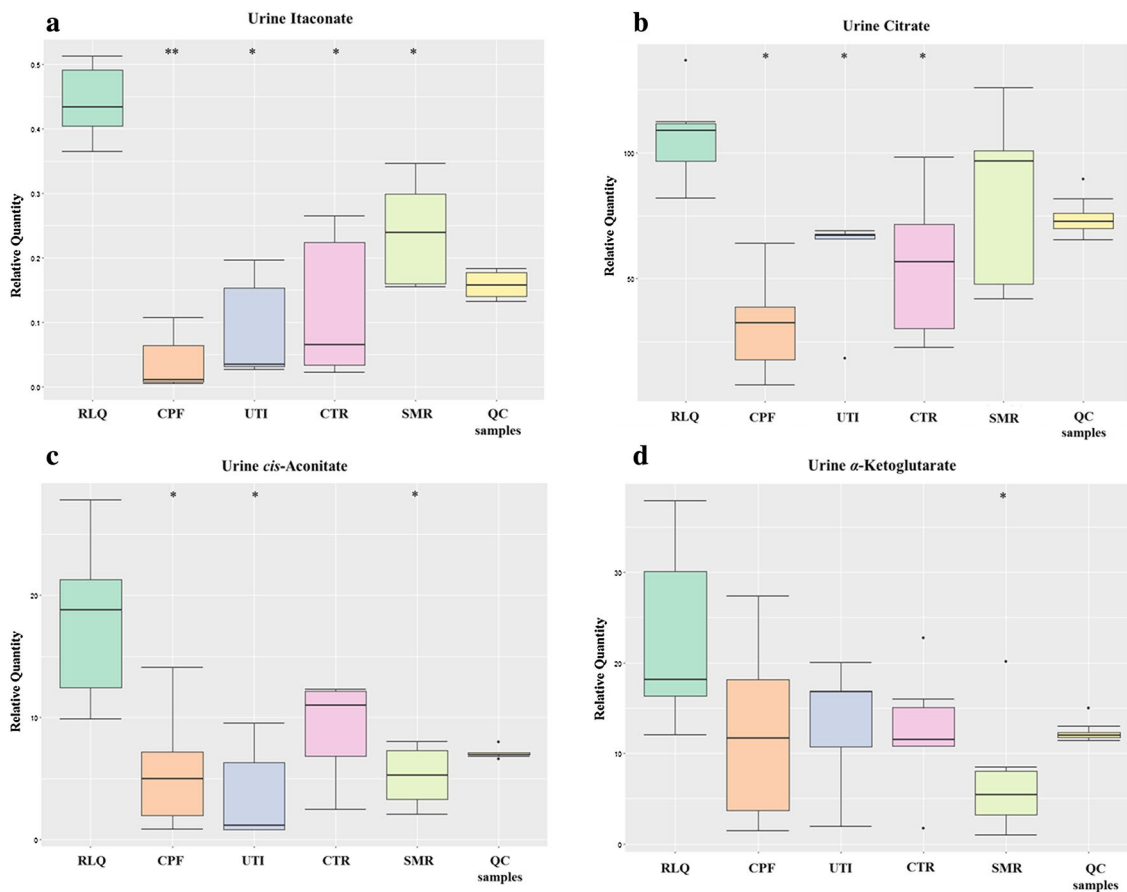 a
Urine Itaconate
** * * *
Relative Quantity
0.5
0.4
0.3
0.2
0.1
0.0
RLQ CPF UTI CTR SMR QC samples
b
Urine Citrate
* * *
Relative Quantity
100
50
RLQ CPF UTI CTR SMR QC samples
c
Urine cis-Aconitate
* * *
Relative Quantity
20
10
0
RLQ CPF UTI CTR SMR QC samples
d
Urine α-Ketoglutarate
*
Relative Quantity
30
20
10
0
RLQ CPF UTI CTR SMR QC samples